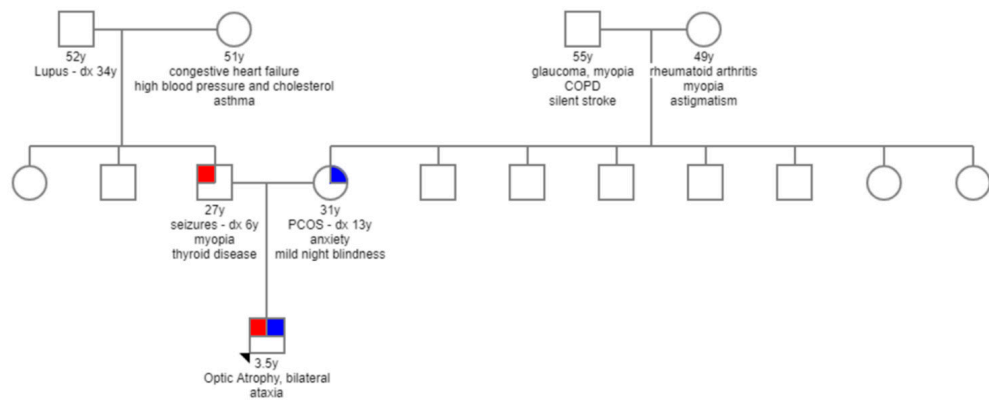 52y
Lupus - dx 34y
51y
congestive heart failure
high blood pressure and cholesterol
asthma
55y
glaucoma, myopia
COPD
silent stroke
49y
rheumatoid arthritis
myopia
astigmatism
27y
seizures - dx 6y
myopia
thyroid disease
31y
PCOS - dx 13y
anxiety
mild night blindness
3.5y
Optic Atrophy, bilateral
ataxia